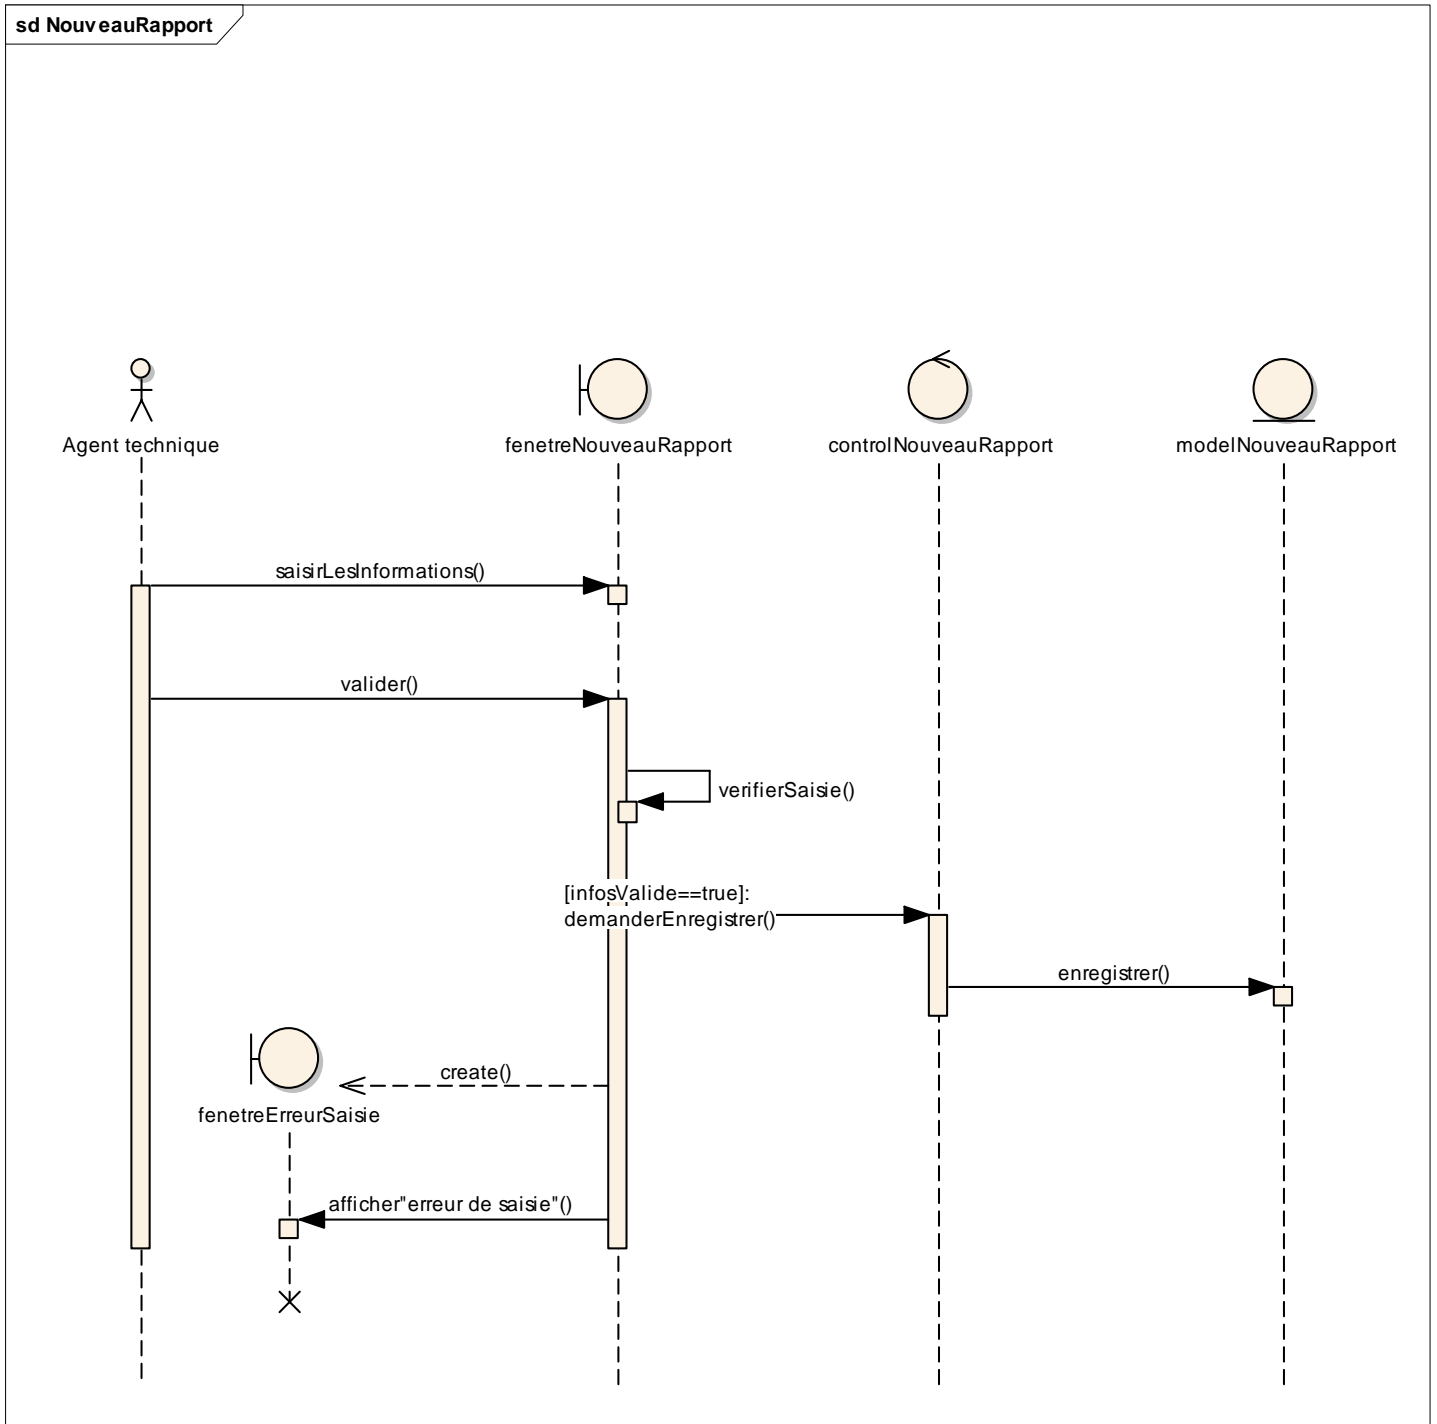 sd NouveauRapport
Agent technique
fenetreNouveauRapport
controlNouveauRapport
modelNouveauRapport
saisirLesInformations()
valider()
verifierSaisie()
[infosValide==true]:
demanderEnregistrer()
enregistrer()
create()
fenetreErreurSaisie
afficher"erreur de saisie"()